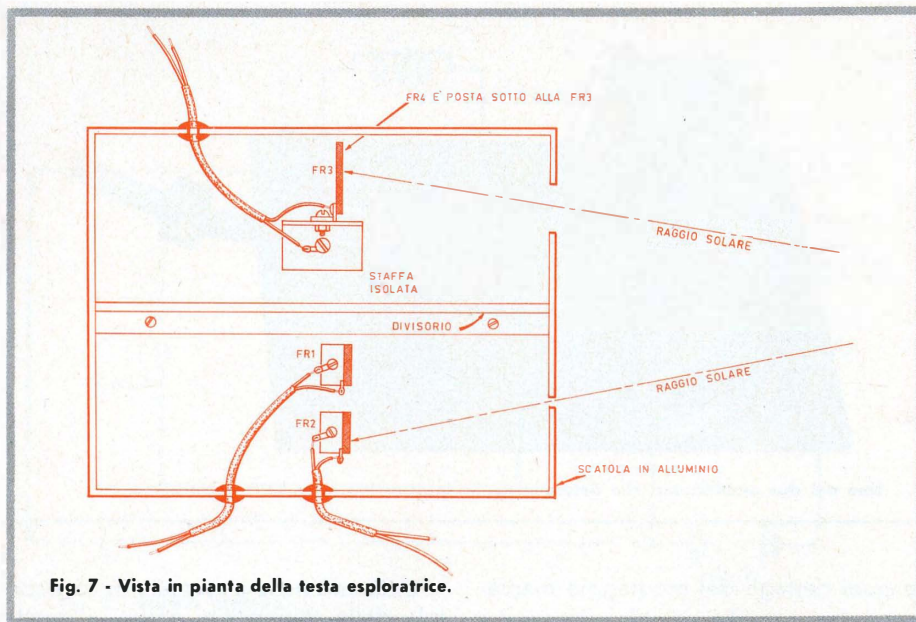 FR4 E' POSTA SOTTO ALLA FR3
FR3
RAGGIO SOLARE
STAFFA
ISOLATA
DIVISORIO
FR1
RAGGIO SOLARE
FR2
SCATOLA IN ALLUMINIO
Fig. 7 - Vista in pianta della testa esploratrice.